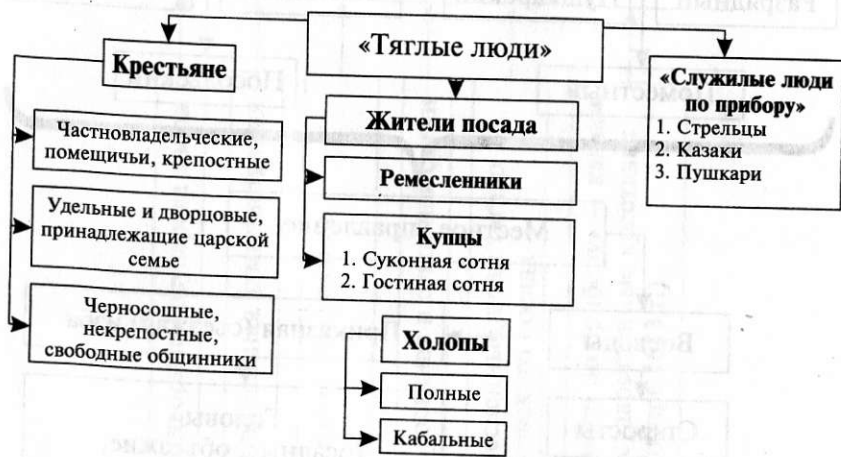 «Тяглые люди»
Крестьяне
Частновладельческие,
помещичьи, крепостные
Удельные и дворцовые,
принадлежащие царской
семье
Черносошные,
некрепостные,
свободные общинники
Жители посада
Ремесленники
Купцы
1. Суконная сотня
2. Гостиная сотня
Холопы
Полные
Кабальные
«Служилые люди
по прибору»
1. Стрельцы
2. Казаки
3. Пушкари